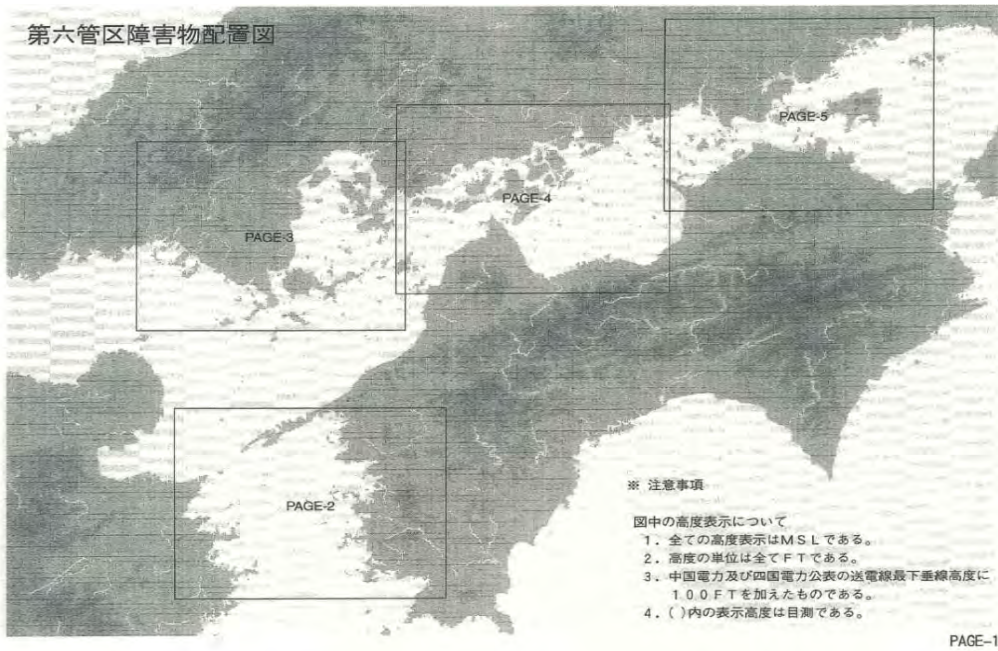 第六管区障害物配置図
PAGE-5
PAGE-4
PAGE-3
PAGE-2
※ 注意事項
図中の高度表示について
1．全ての高度表示はＭＳＬである。
2．高度の単位は全てＦＴである。
3．中国電力及び四国電力公表の送電線最下垂線高度に
１００ＦＴを加えたものである。
4．( )内の表示高度は目測である。
PAGE-1